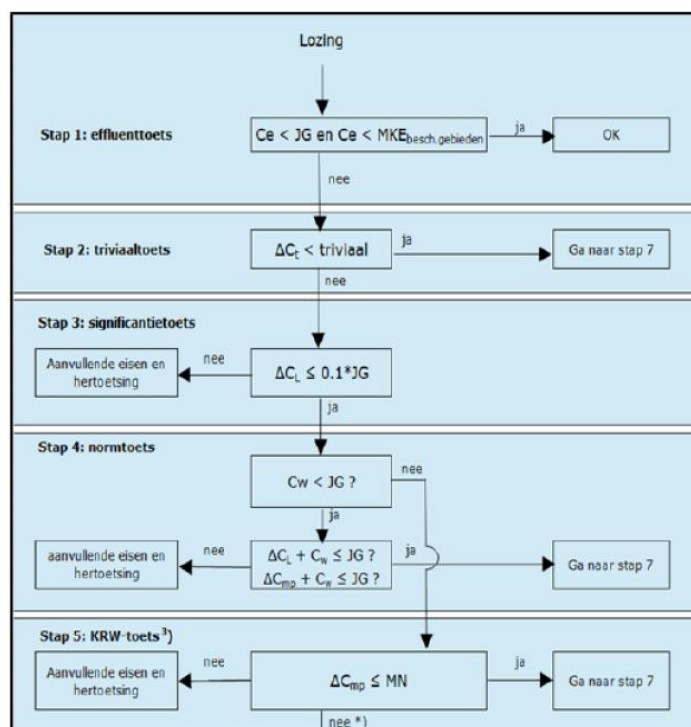 Lozing
Stap 1: effluenttoets
Ce < JG en Ce < MKE besch.gebieden
ja
OK
nee
Stap 2: triviaaltoets
ΔCt < triviaal
ja
Ga naar stap 7
nee
Stap 3: significantietoets
Aanvullende eisen en
hertoetsing
nee
ΔCL ≤ 0.1*JG
ja
Stap 4: normtoets
Cw < JG ?
nee
ja
aanvullende eisen en
hertoetsing
nee
ΔCL + Cw ≤ JG ?
ΔCmp + Cw ≤ JG ?
ja
Ga naar stap 7
Stap 5: KRW-toets³)
Aanvullende eisen en
hertoetsing
nee
ΔCmp ≤ MN
ja
Ga naar stap 7
nee *)